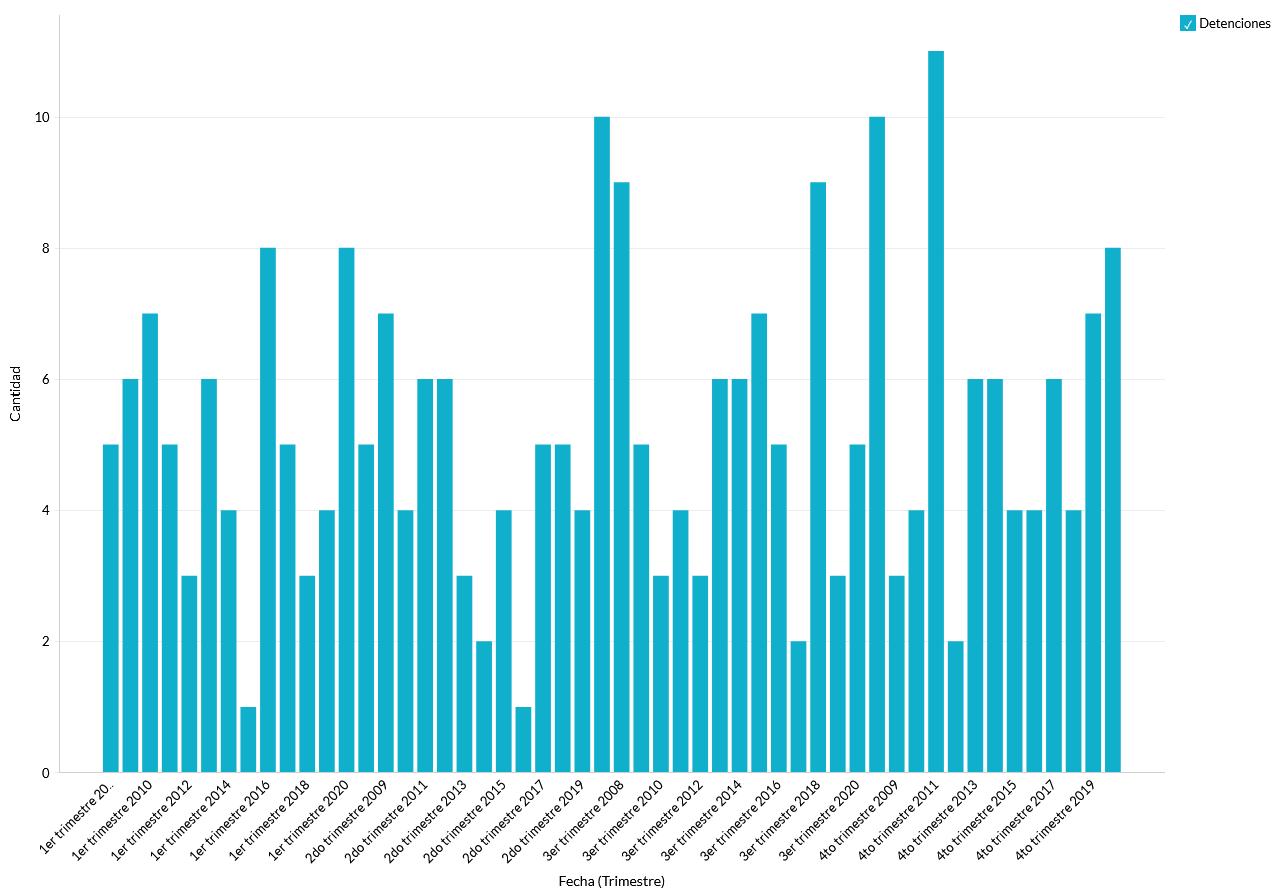 Detenciones
Cantidad
10
8
6
4
2
0
1er trimestre 20..
1er trimestre 2010
1er trimestre 2012
1er trimestre 2014
1er trimestre 2016
1er trimestre 2018
1er trimestre 2020
2do trimestre 2009
2do trimestre 2011
2do trimestre 2013
2do trimestre 2015
2do trimestre 2017
2do trimestre 2019
3er trimestre 2008
3er trimestre 2010
3er trimestre 2012
3er trimestre 2014
3er trimestre 2016
3er trimestre 2018
3er trimestre 2020
4to trimestre 2009
4to trimestre 2011
4to trimestre 2013
4to trimestre 2015
4to trimestre 2017
4to trimestre 2019
Fecha (Trimestre)